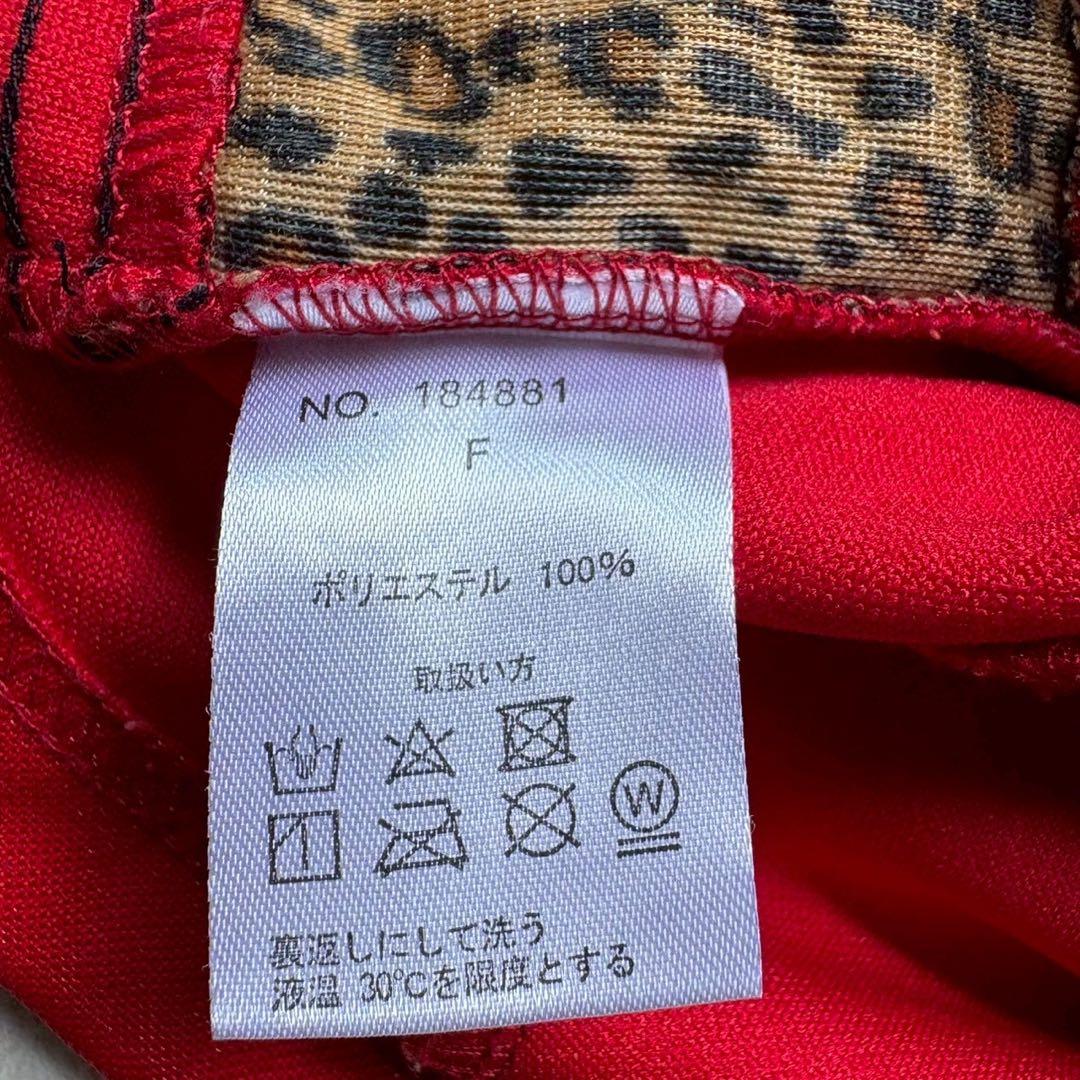 NO. 184881
F
ポリエステル 100%
取扱い方
W
裏返しにして洗う
液温 30℃を限度とする